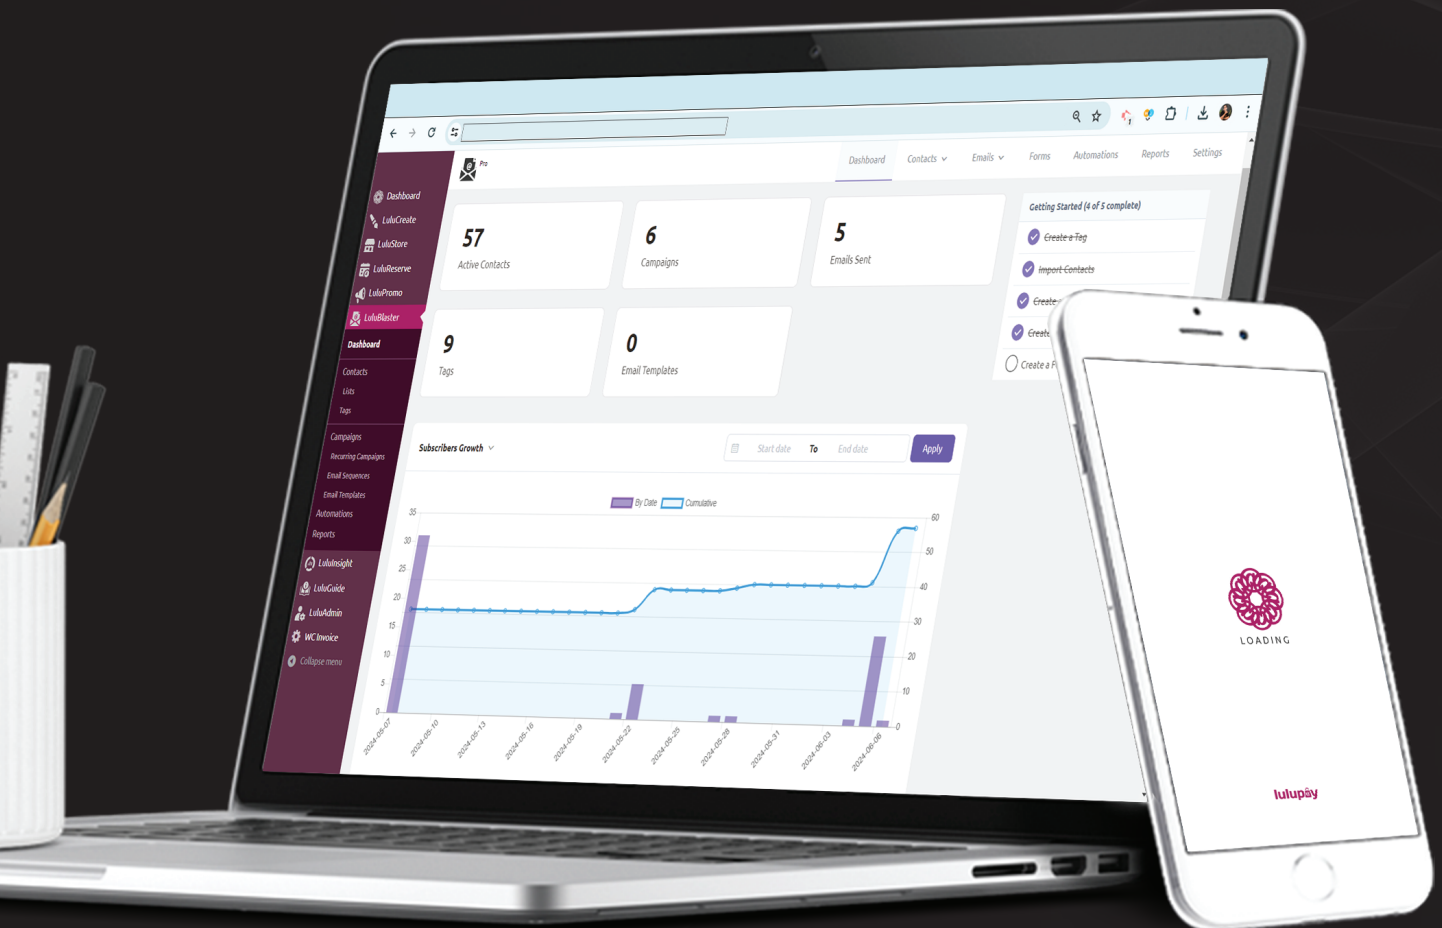 Pro
Dashboard
Contacts
Emails
Forms
Automations
Reports
Settings
Dashboard
LuluCreate
LuluStore
LuluReserve
LuluPromo
LuluBlaster
Dashboard
Contacts
Lists
Tags
Campaigns
Recurring Campaigns
Email Sequences
Email Templates
Automations
Reports
LuluInsight
LuluGuide
LuluAdmin
WC Invoice
Collapse menu
57
Active Contacts
6
Campaigns
5
Emails Sent
9
Tags
0
Email Templates
Getting Started (4 of 5 complete)
Create a Tag
Import Contacts
Create
Create
Create a F
Subscribers Growth
Start date To End date
Apply
By Date Cumulative
35
30
25
20
15
10
5
0
60
50
40
30
20
10
0
2024-05-07
2024-05-10
2024-05-13
2024-05-16
2024-05-19
2024-05-22
2024-05-25
2024-05-28
2024-05-31
2024-06-03
2024-06-06
LOADING
lulupay